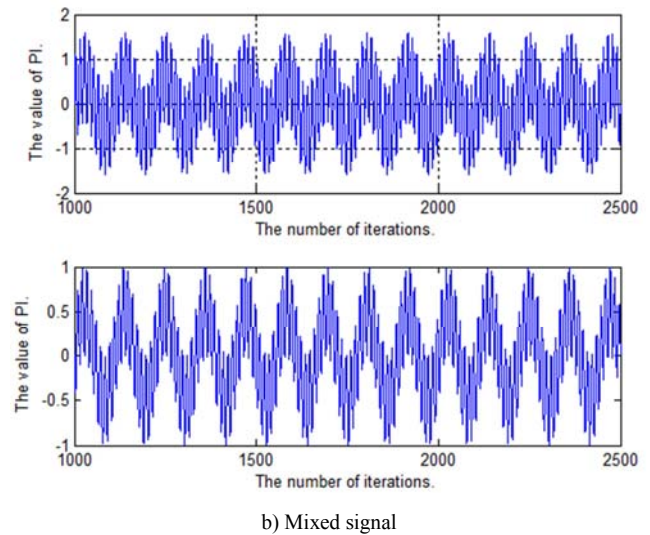 2
1
0
-1
-2
The value of PI.
1000 1500 2000 2500
The number of iterations.
1
0.5
0
-0.5
-1
The value of PI.
1000 1500 2000 2500
The number of iterations.
b) Mixed signal